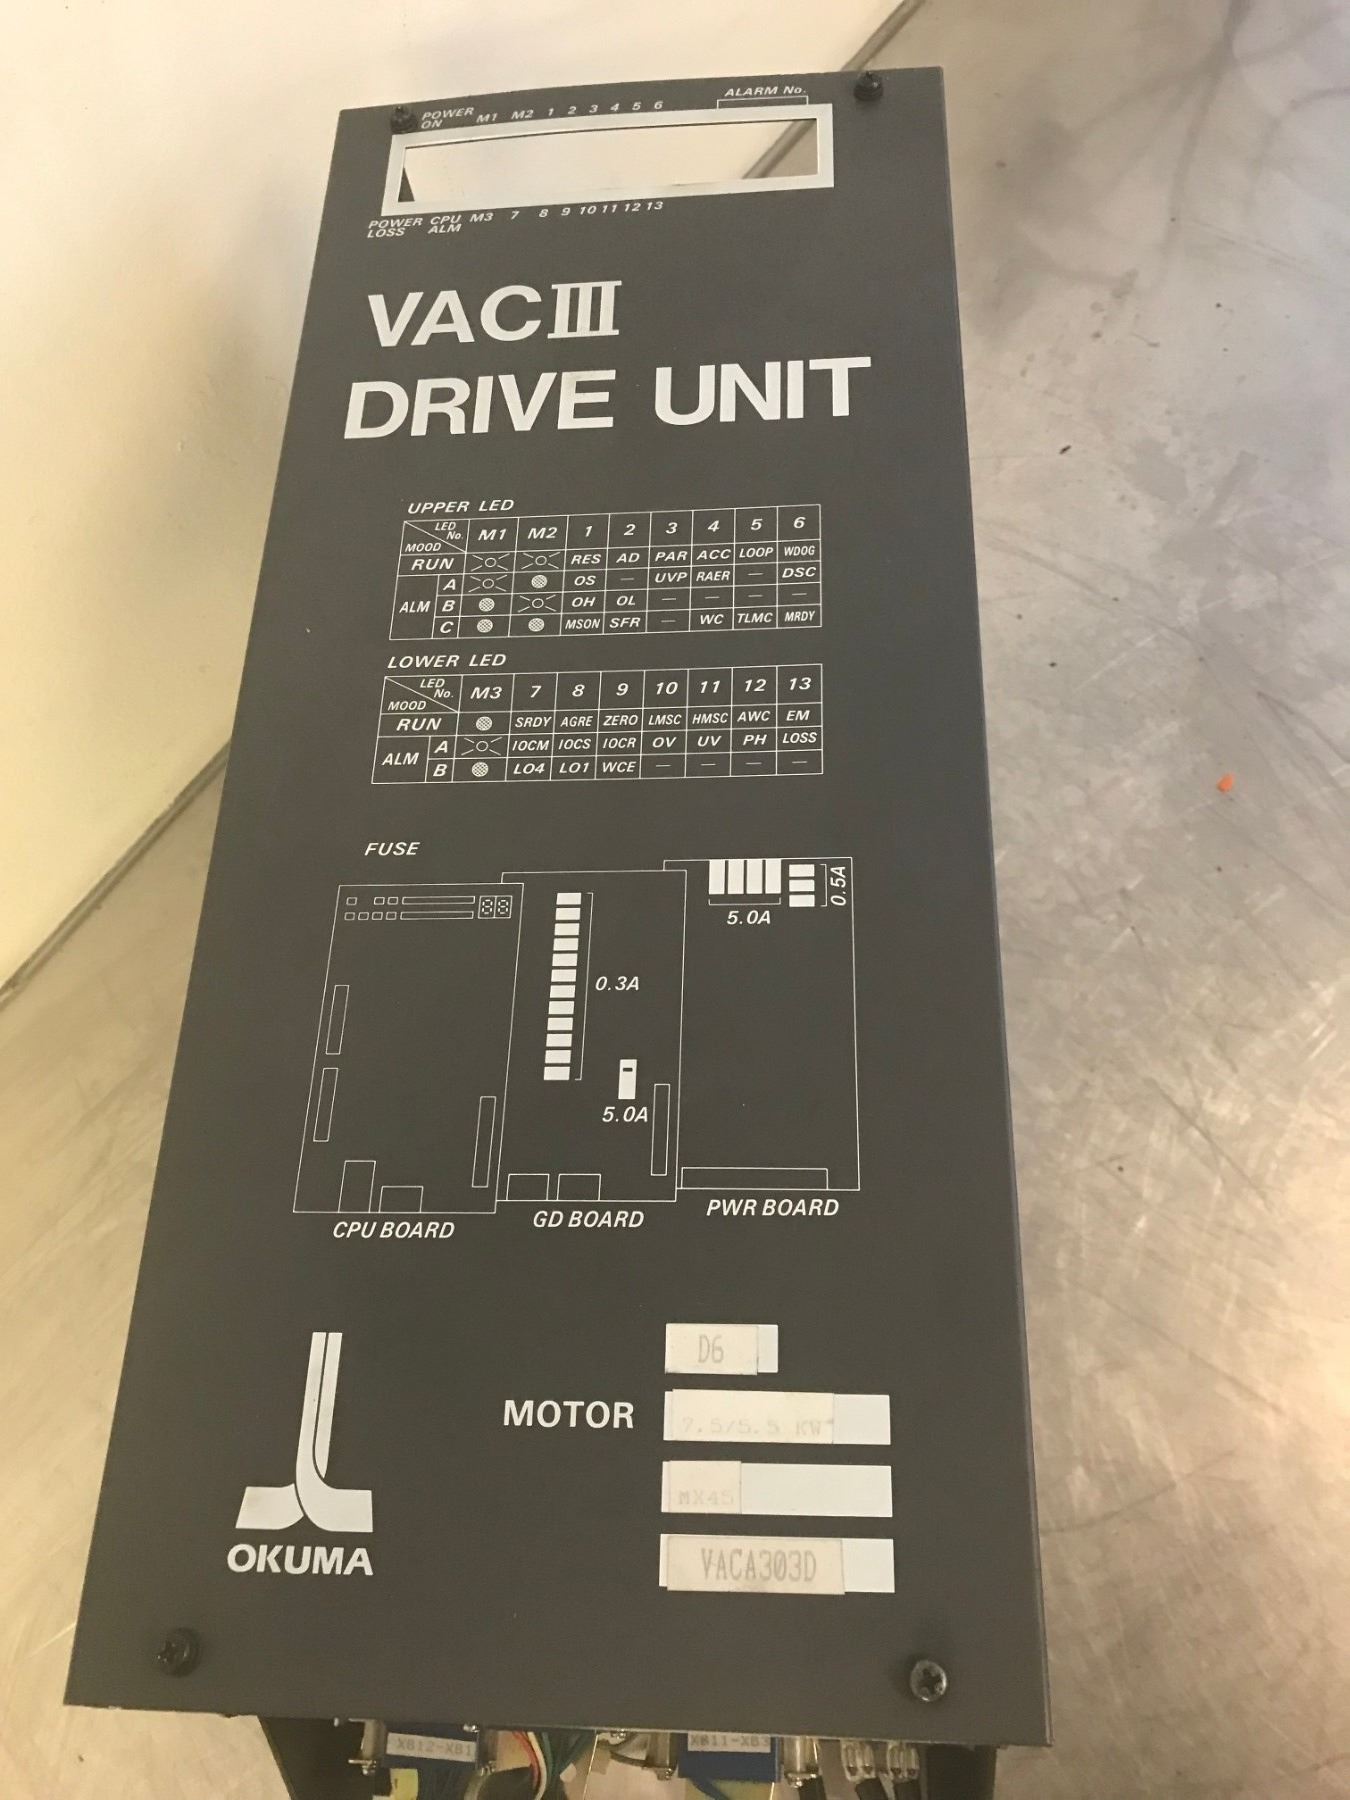 POWER ON M1 M2 1 2 3 4 5 6 ALARM No.
POWER LOSS CPU ALM M3 7 8 9 10 11 12 13
VACIII
DRIVE UNIT
UPPER LED
LED No. MOOD M1 M2 1 2 3 4 5 6
RUN RES AD PAR ACC LOOP WDOG
ALM A OS — UVP RAER — DSC
B OH OL — — — —
C MSON SFR — WC TLMC MRDY
LOWER LED
LED No. MOOD M3 7 8 9 10 11 12 13
RUN SRDY AGRE ZERO LMSC HMSC AWC EM
ALM A IOCM IOCS IOCR OV UV PH LOSS
B LO4 LO1 WCE — — — —
FUSE
5.0A 0.5A
0.3A
5.0A
CPU BOARD GD BOARD PWR BOARD
D6
MOTOR 7.5/5.5 KW
MX45
VACA303D
OKUMA
XB12-XB1 XB11-XB3